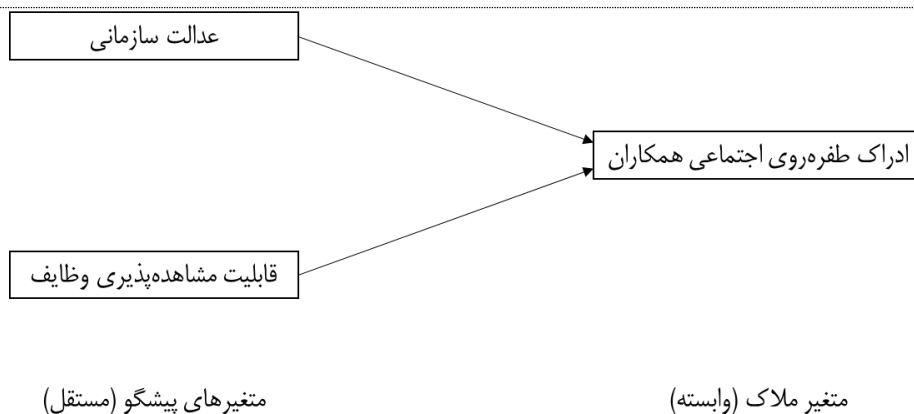 عدالت سازمانی
ادراک طفره‌روی اجتماعی همکاران
قابلیت مشاهده‌پذیری وظایف
متغیر ملاک (وابسته)
متغیرهای پیشگو (مستقل)